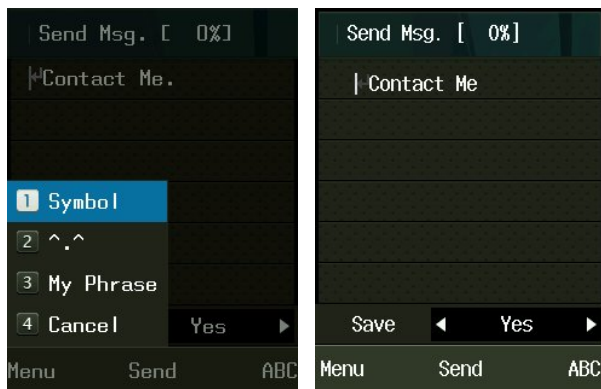 Send Msg. [ 0%]
Contact Me.
1 Symbol
2 ^.^
3 My Phrase
4 Cancel
Yes
Menu Send ABC
Send Msg. [ 0%]
Contact Me
Save Yes
Menu Send ABC